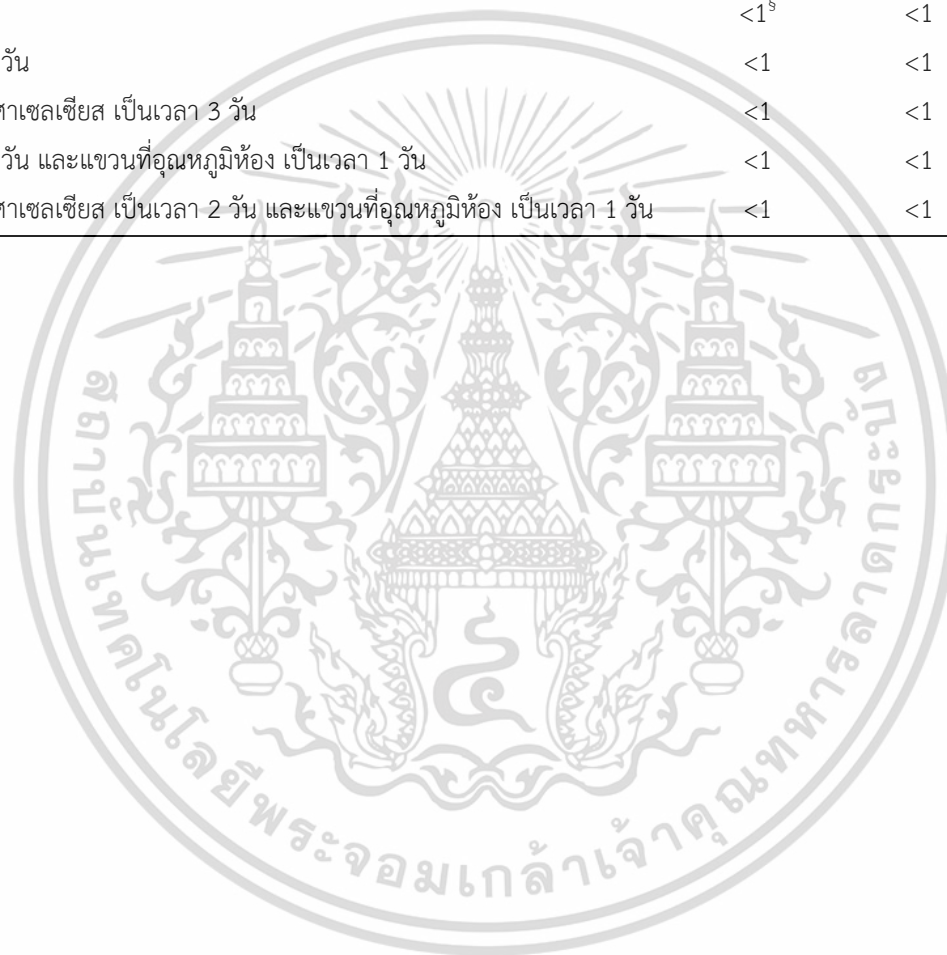 <1§ <1
วัน <1 <1
าเซลเซียส เป็นเวลา 3 วัน <1 <1
วัน และแขวนที่อุณหภูมิห้อง เป็นเวลา 1 วัน <1 <1
าเซลเซียส เป็นเวลา 2 วัน และแขวนที่อุณหภูมิห้อง เป็นเวลา 1 วัน <1 <1
สถาบันเทคโนโลยีพระจอมเกล้าเจ้าคุณทหารลาดกระบัง